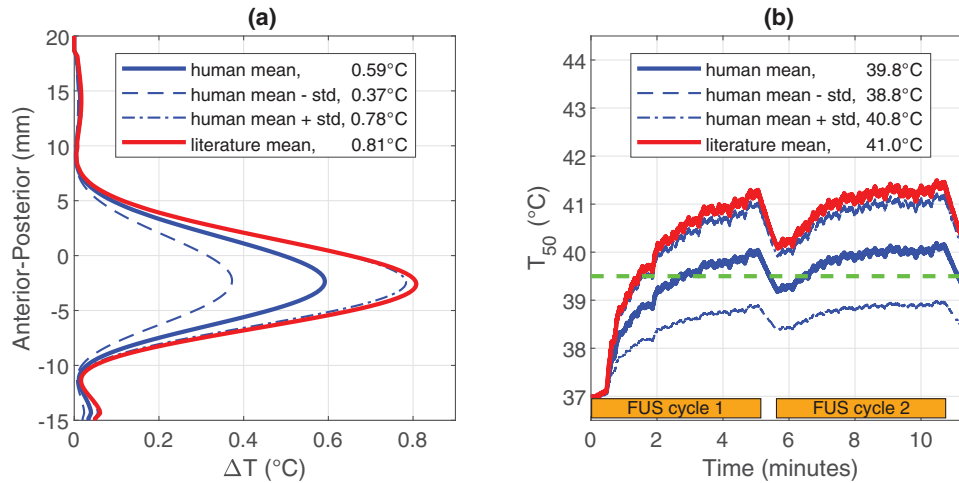 (a)
20
15
10
5
0
-5
-10
-15
Anterior-Posterior (mm)
human mean, 0.59°C
human mean - std, 0.37°C
human mean + std, 0.78°C
literature mean, 0.81°C
0 0.2 0.4 0.6 0.8
ΔT (°C)
(b)
44
43
42
41
40
39
38
37
T50 (°C)
human mean, 39.8°C
human mean - std, 38.8°C
human mean + std, 40.8°C
literature mean, 41.0°C
FUS cycle 1 FUS cycle 2
0 2 4 6 8 10
Time (minutes)